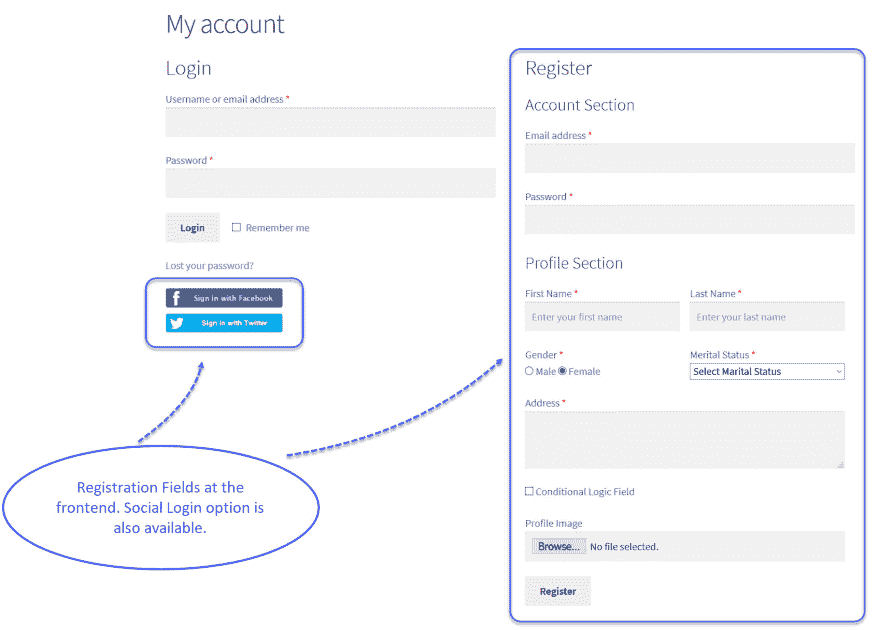 My account
Login
Username or email address *
Password *
Login
Remember me
Lost your password?
Sign in with Facebook
Sign in with Twitter
Registration Fields at the
frontend. Social Login option is
also available.
Register
Account Section
Email address *
Password *
Profile Section
First Name *
Last Name *
Enter your first name
Enter your last name
Gender *
Merital Status *
Male
Female
Select Marital Status
Address *
Conditional Logic Field
Profile Image
Browse...
No file selected.
Register